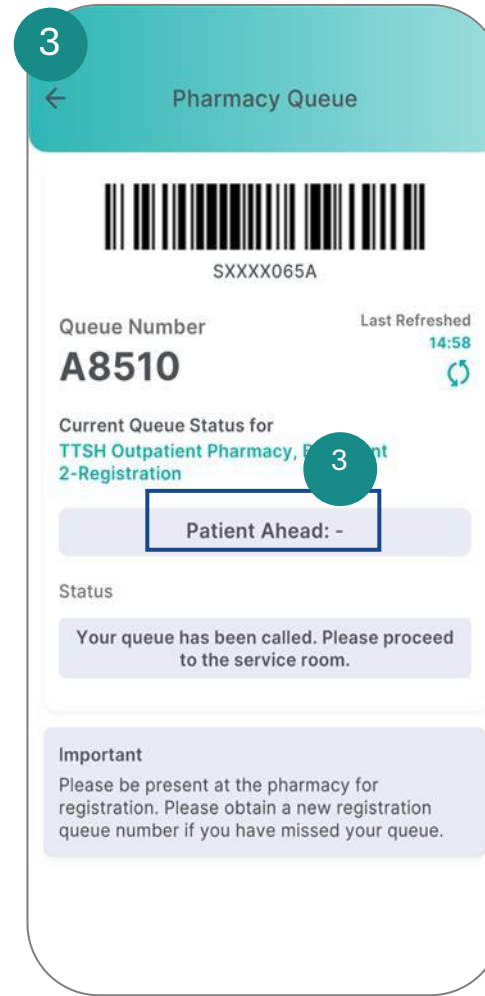 3
Pharmacy Queue
SXXXX065A
Queue Number
Last Refreshed
A8510
14:58
Current Queue Status for
TTSH Outpatient Pharmacy,
3
2-Registration
Patient Ahead: -
Status
Your queue has been called. Please proceed
to the service room.
Important
Please be present at the pharmacy for
registration. Please obtain a new registration
queue number if you have missed your queue.